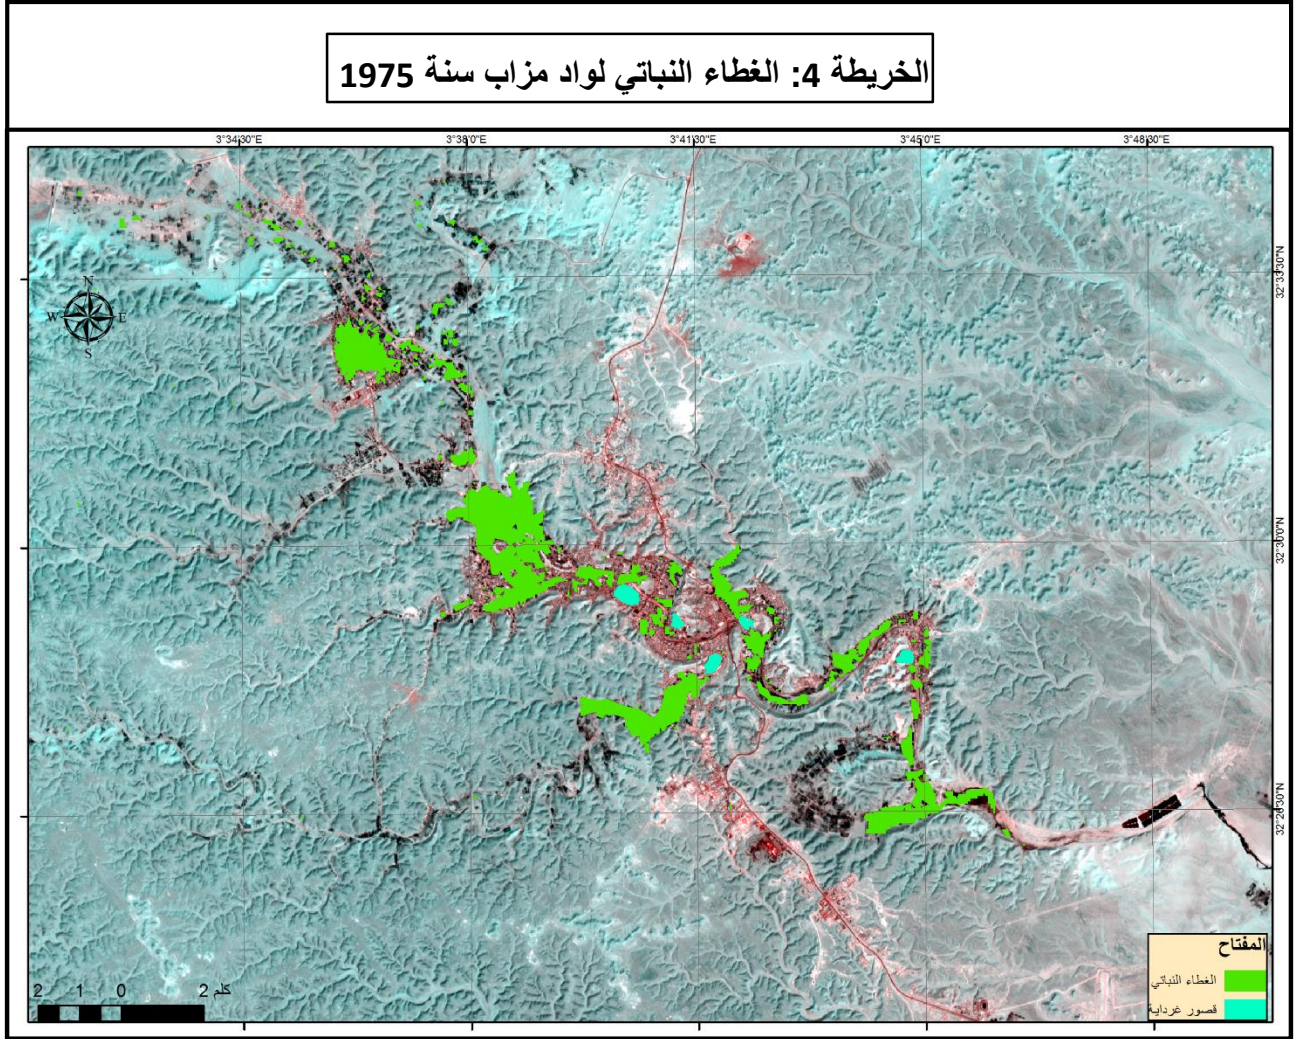 الخريطة 4: الغطاء النباتي لواد مزاب سنة 1975
3°34'30"E 3°38'0"E 3°41'30"E 3°45'0"E 3°48'30"E
32°33'30"N
N
W E
S
32°30'0"N
32°26'30"N
المفتاح
الغطاء النباتي
قصور غرداية
2 1 0 2 كلم